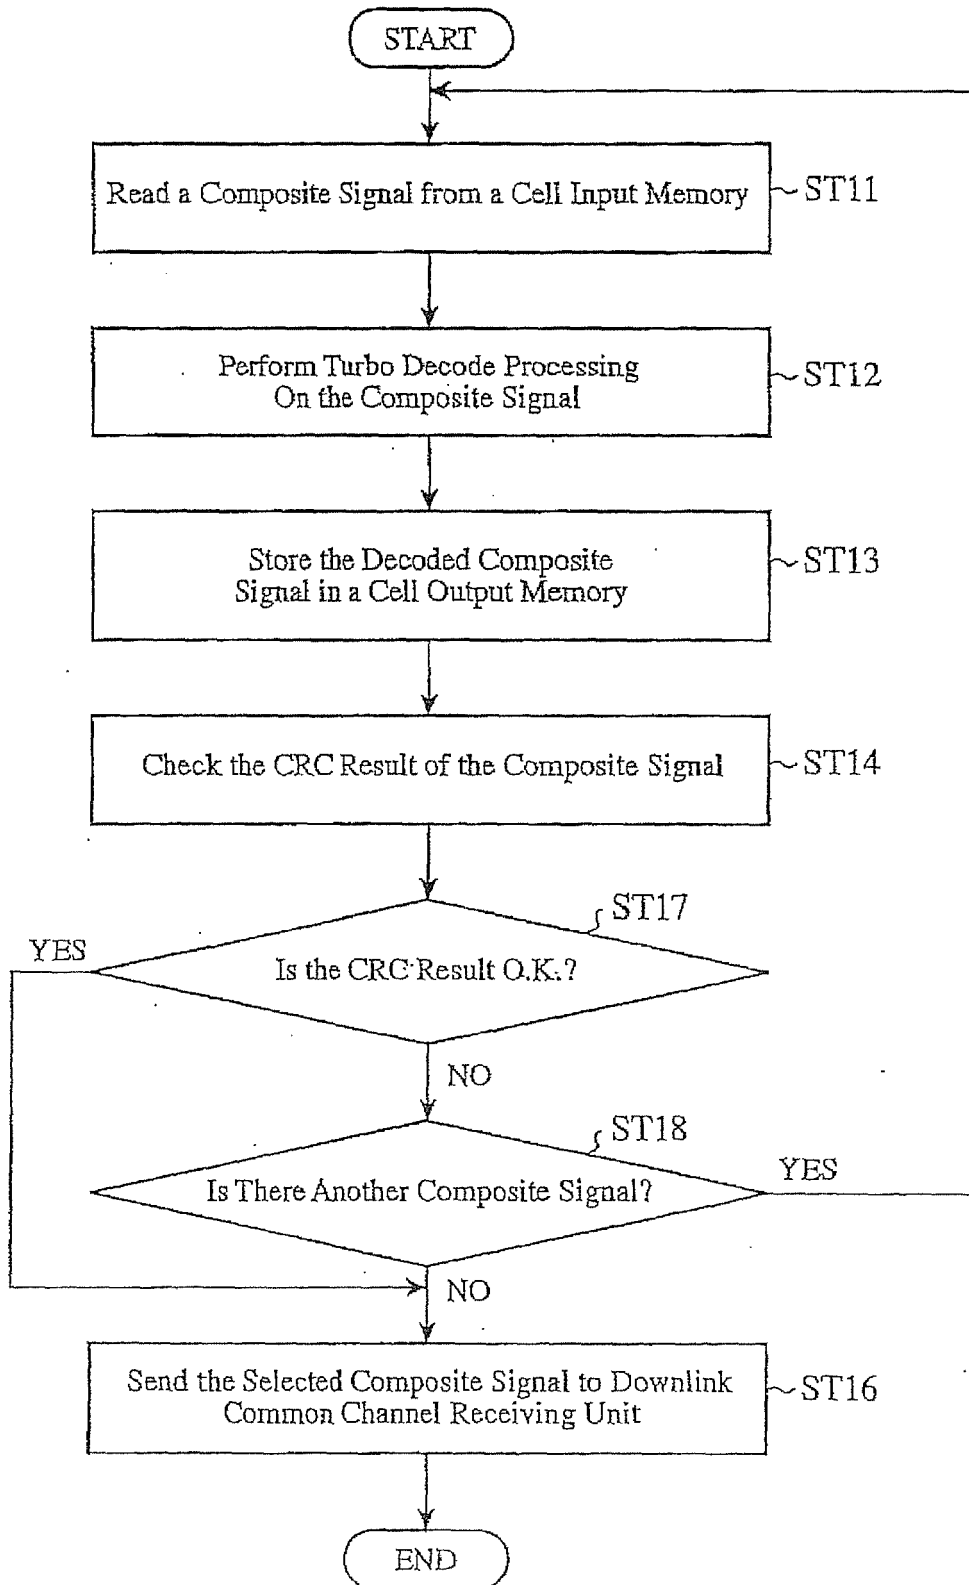 START
Read a Composite Signal from a Cell Input Memory
ST11
Perform Turbo Decode Processing
On the Composite Signal
ST12
Store the Decoded Composite
Signal in a Cell Output Memory
ST13
Check the CRC Result of the Composite Signal
ST14
ST17
YES
Is the CRC Result O.K.?
NO
ST18
YES
Is There Another Composite Signal?
NO
Send the Selected Composite Signal to Downlink
Common Channel Receiving Unit
ST16
END